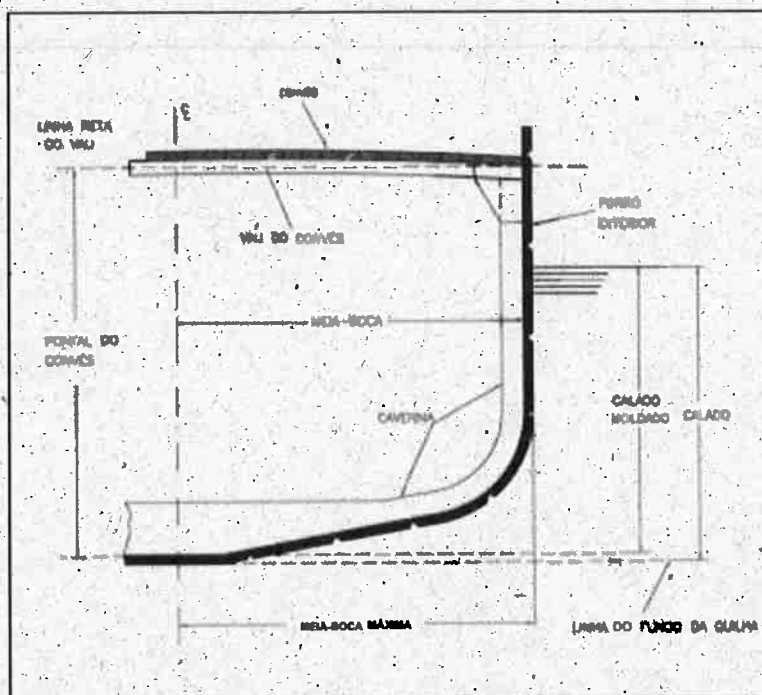 CONVÉS
LINHA RETA
DO VAU
VAU DO CONVÉS
FORRO
EXTERIOR
MEIA-BOCA
PONTAL DO
CONVÉS
CAVERNA
CALADO
MOLDADO
CALADO
MEIA-BOCA MÁXIMA
LINHA DO FUNDO DA QUILHA